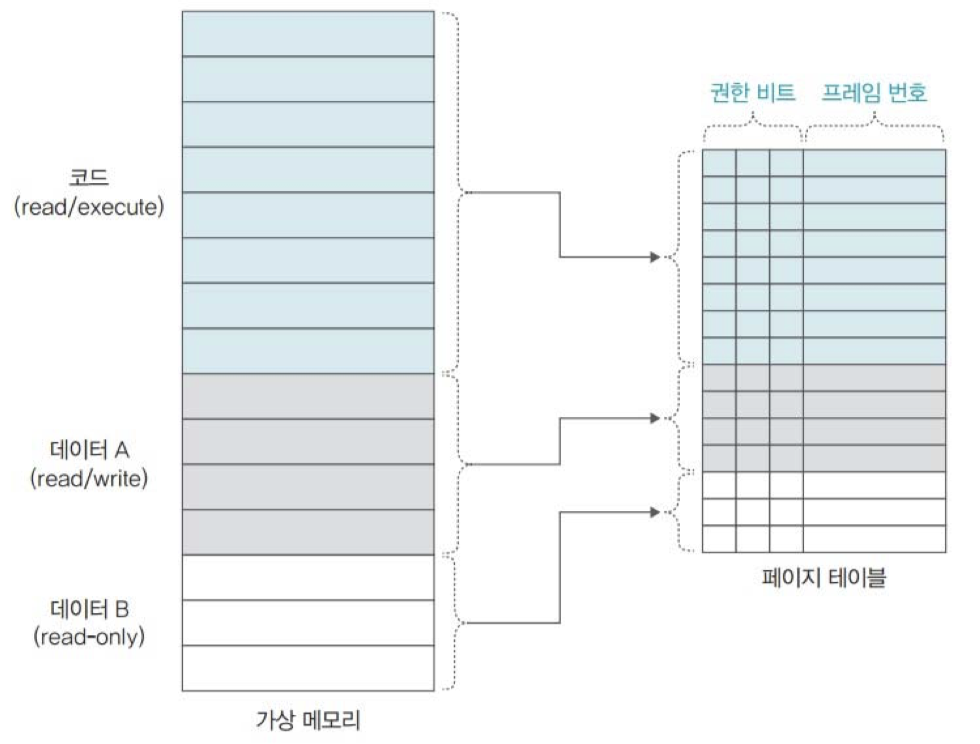 권한 비트 프레임 번호
코드
(read/execute)
데이터 A
(read/write)
데이터 B
(read-only)
페이지 테이블
가상 메모리